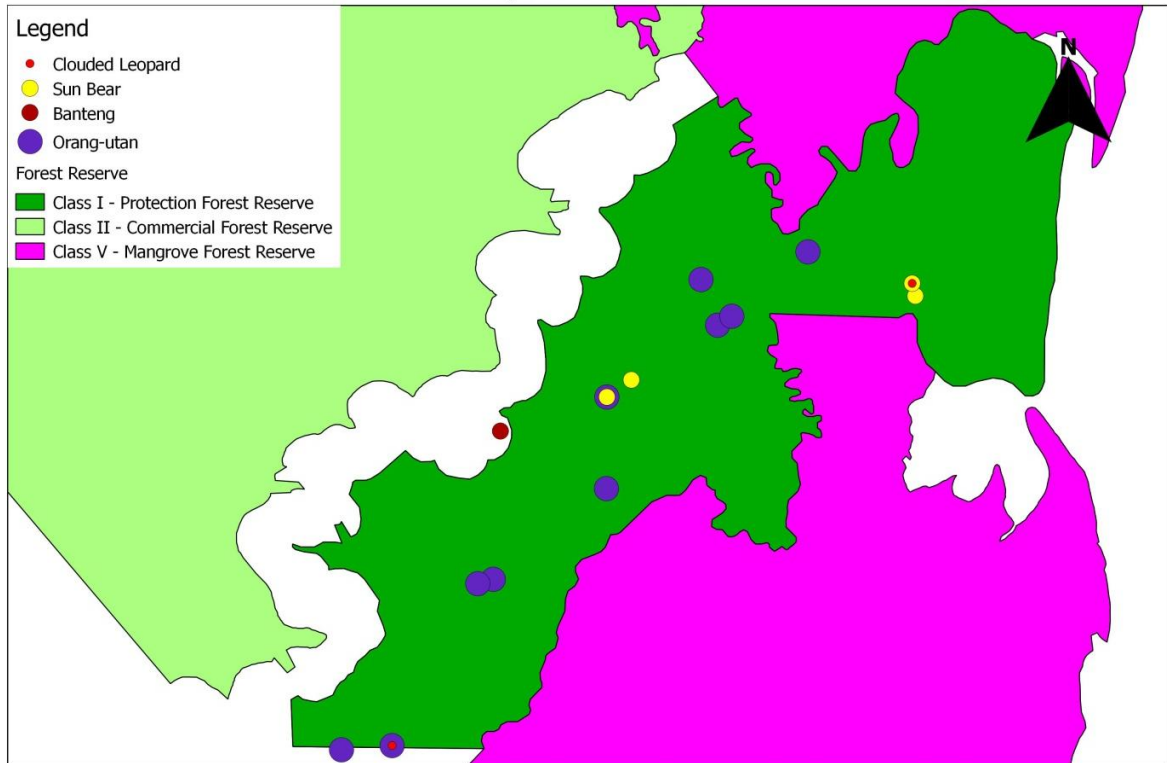 Legend
Clouded Leopard
Sun Bear
Banteng
Orang-utan
Forest Reserve
Class I - Protection Forest Reserve
Class II - Commercial Forest Reserve
Class V - Mangrove Forest Reserve
N